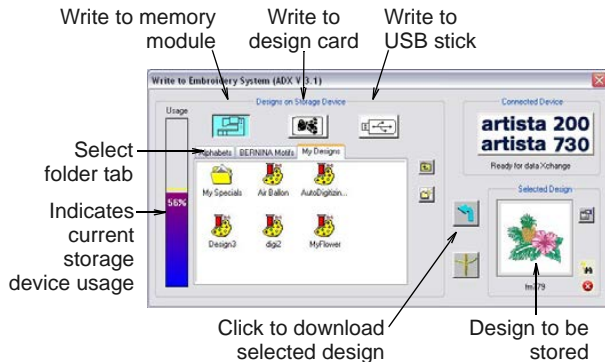 Write to memory module
Write to design card
Write to USB stick
Write to Embroidery System (ADX V 3.1)
Usage
Designs on Storage Device
Connected Device
artista 200
artista 730
Ready for data Xchange
Select folder tab
Alphabets
BERNINA Motifs
My Designs
My Specials
Air Ballon
AutoDigitizin...
Selected Design
56%
Indicates current storage device usage
Design3
digi2
MyFlower
Click to download selected design
Design to be stored